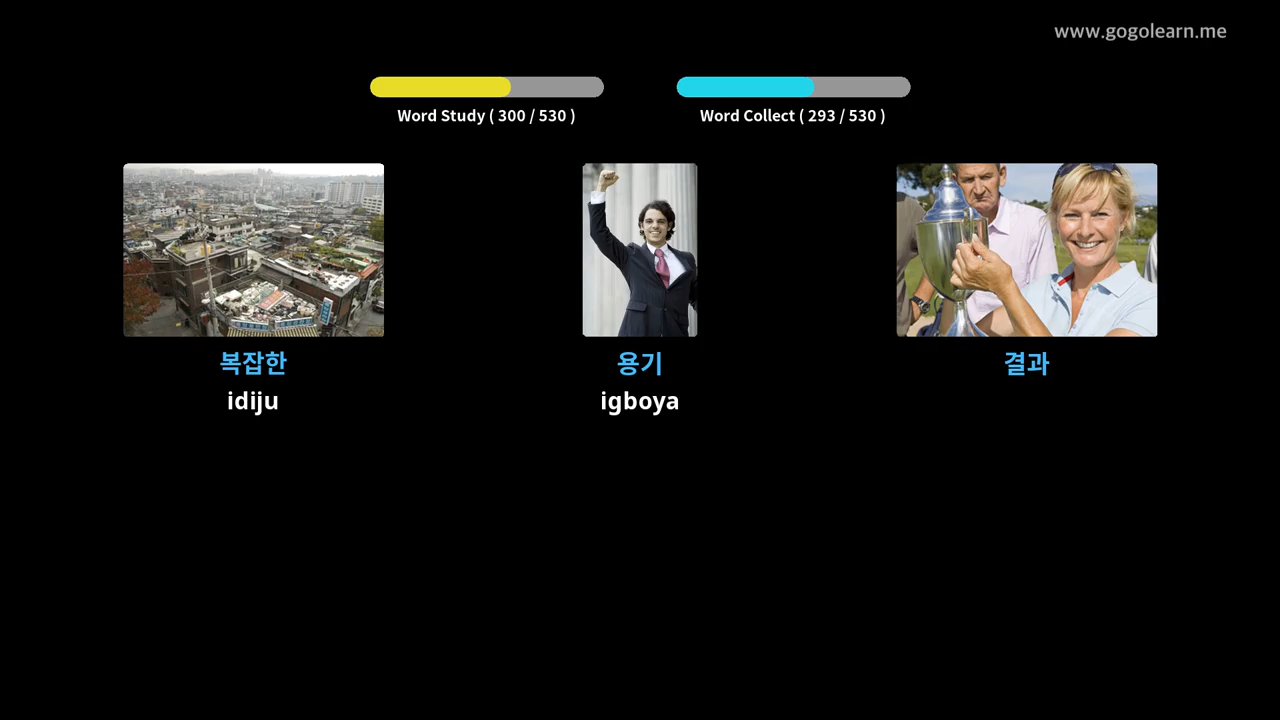 www.gogolearn.me
Word Study ( 300 / 530 )
Word Collect ( 293 / 530 )
복잡한
idiju
용기
igboya
결과